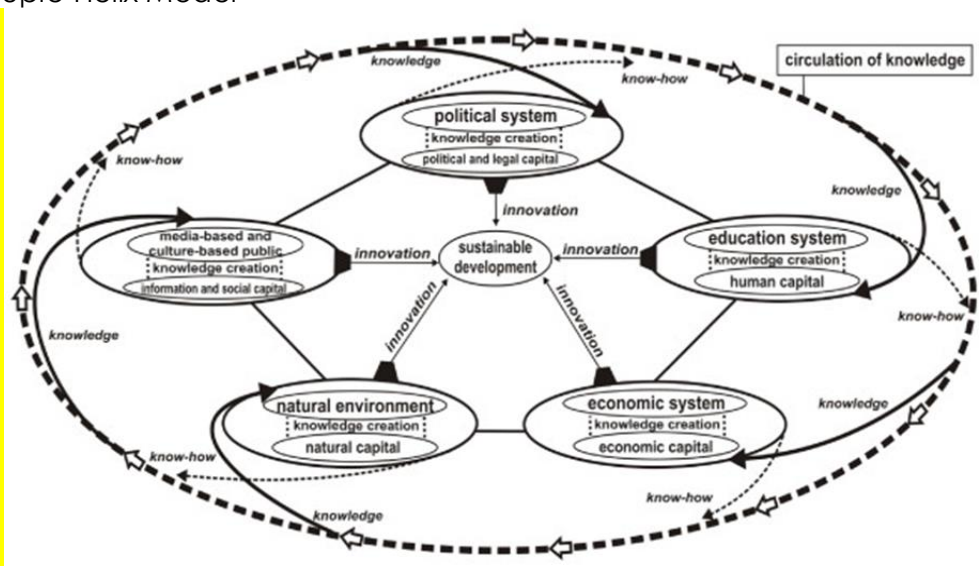 knowledge
know-how
circulation of knowledge
political system
knowledge creation
political and legal capital
know-how
knowledge
innovation
media-based and
culture-based public
knowledge creation
information and social capital
innovation
sustainable
development
innovation
education system
knowledge creation
human capital
know-how
knowledge
innovation
innovation
natural environment
knowledge creation
natural capital
economic system
knowledge creation
economic capital
knowledge
know-how
know-how
knowledge